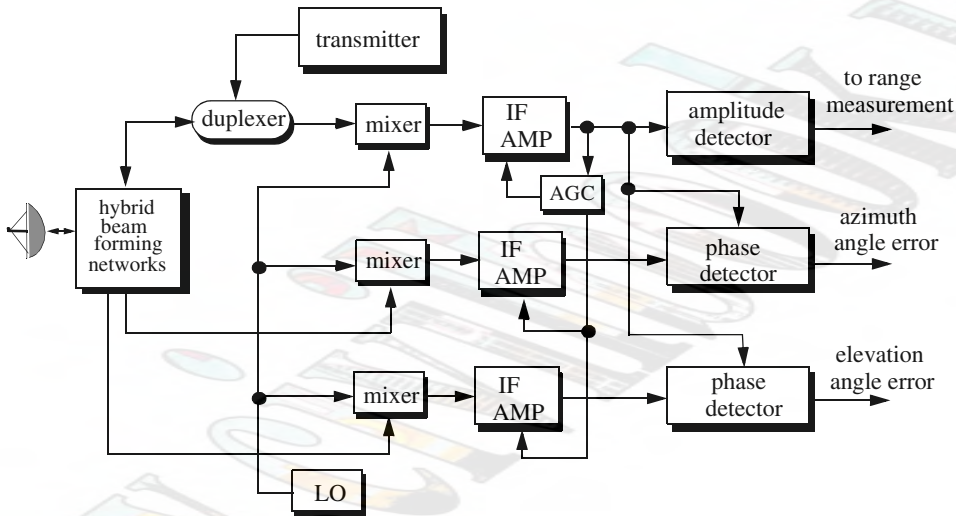 transmitter
duplexer
mixer
IF
AMP
amplitude
detector
to range
measurement
AGC
hybrid
beam
forming
networks
mixer
IF
AMP
phase
detector
azimuth
angle error
mixer
IF
AMP
phase
detector
elevation
angle error
LO